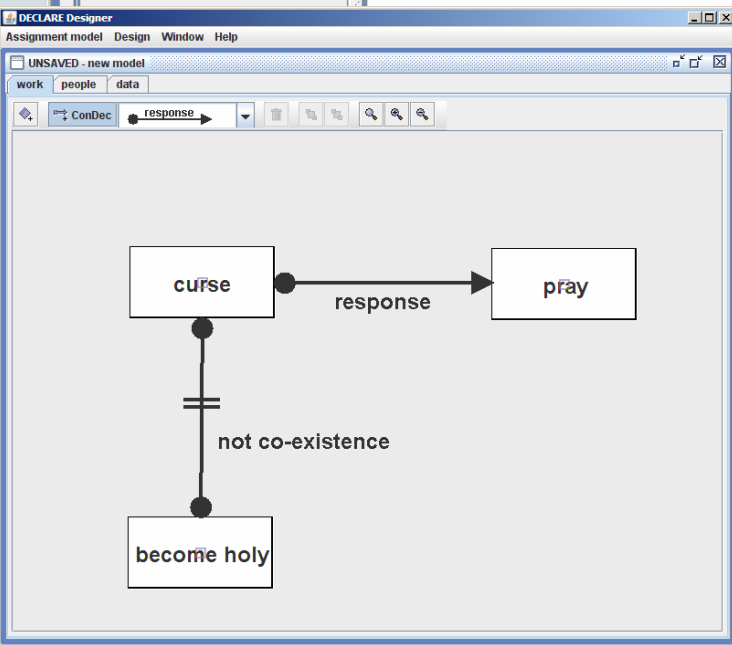 DECLARE Designer
Assignment model Design Window Help
UNSAVED - new model
work people data
ConDec response
curse
pray
response
not co-existence
become holy